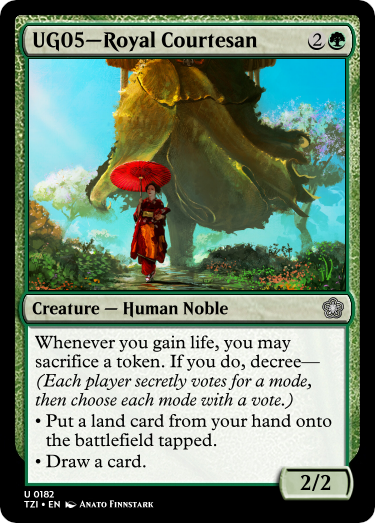 UG05—Royal Courtesan 2
Creature — Human Noble
Whenever you gain life, you may
sacrifice a token. If you do, decree—
(Each player secretly votes for a mode,
then choose each mode with a vote.)
• Put a land card from your hand onto
the battlefield tapped.
• Draw a card.
2/2
U 0182
TZI • EN Anato Finnstark